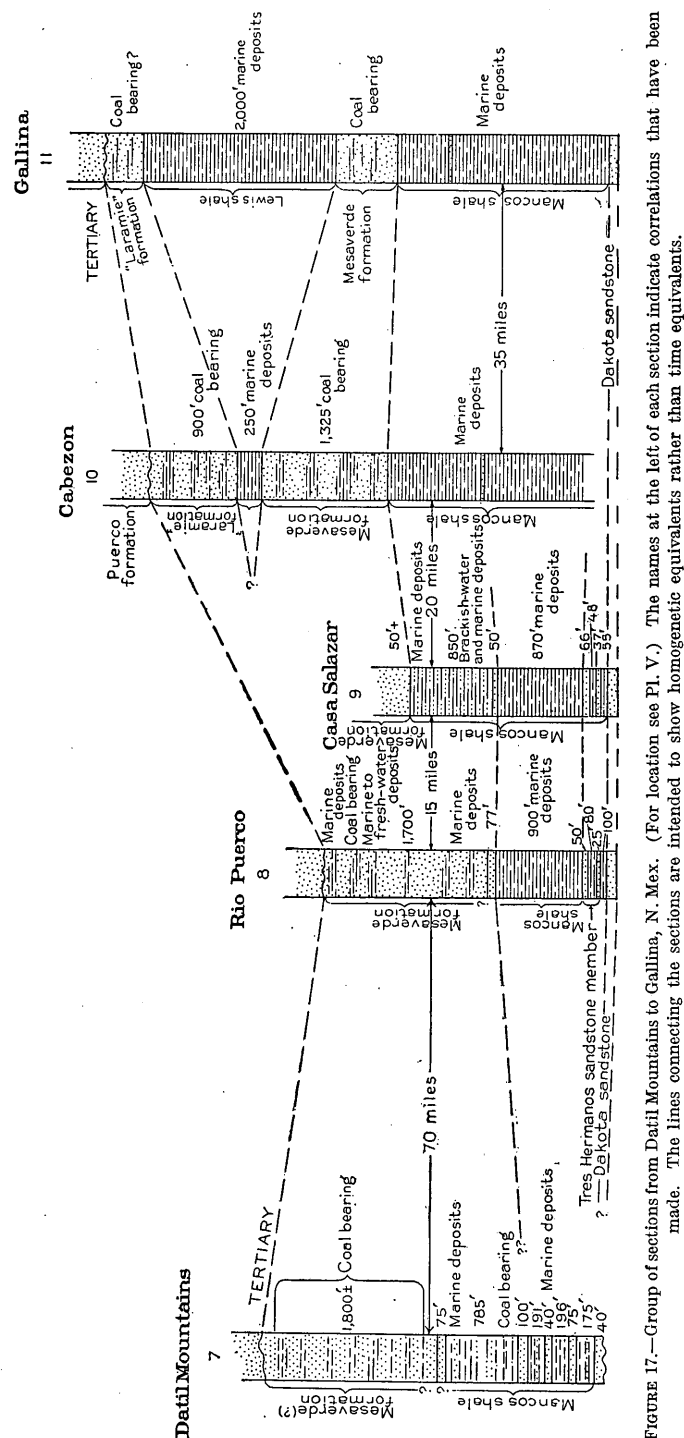 Datil Mountains
7
TERTIARY
1,800'±
Coal bearing
Mesaverde(?)
formation
?
?
75'
Marine deposits
785'
Coal bearing
??
100'
191'
40'
196'
75'
175'
40'
Marine deposits
Mancos shale
70 miles
Rio Puerco
8
Marine
deposits
Coal bearing
Marine to
fresh-water
deposits
1,700'
Marine
deposits
77'
900' marine
deposits
50'
80'
25'
100'
Mesaverde
formation
?
Mancos
shale
Tres Hermanos sandstone member
? Dakota sandstone
15 miles
Casa Salazar
9
50'+
Marine deposits
850'
Brackish-water
and marine deposits
50'
870' marine
deposits
66'
48'
37'
55'
Mesaverde
formation
Mancos shale
20 miles
Cabezon
10
Puerco
formation
"Laramie"
formation
?
Mesaverde
formation
Mancos shale
900' coal
bearing
250' marine
deposits
1,325' coal
bearing
Marine
deposits
35 miles
Gallina
11
TERTIARY
"Laramie"
formation
Lewis shale
Mesaverde
formation
Mancos shale
Dakota sandstone
Coal
bearing?
2,000' marine
deposits
Coal
bearing
Marine
deposits
FIGURE 17.—Group of sections from Datil Mountains to Gallina, N. Mex. (For location see Pl. V.) The names at the left of each section indicate correlations that have been
made. The lines connecting the sections are intended to show homogenetic equivalents rather than time equivalents.